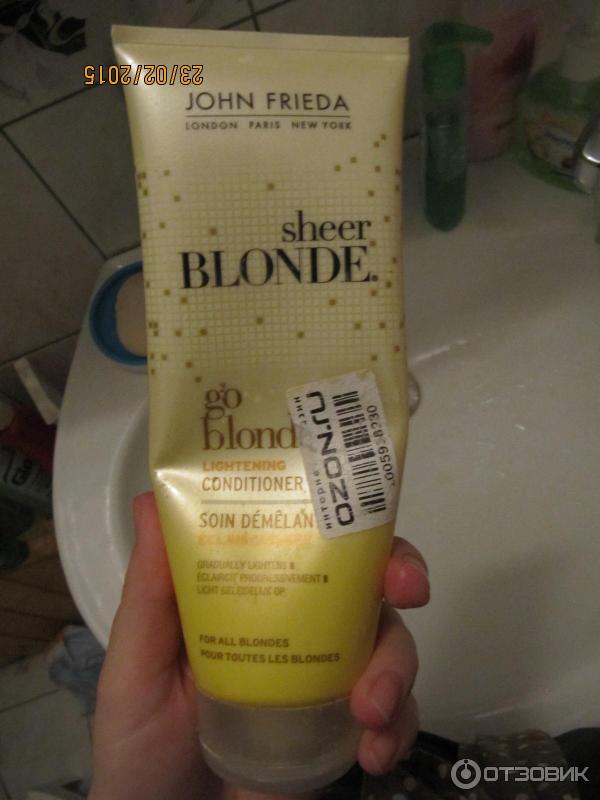 23/02/2015
JOHN FRIEDA
LONDON PARIS NEW YORK
sheer
BLONDE®
go
blond
LIGHTENING
CONDITIONER
OZON.ru
SOIN DÉMÊLAN
GRADUALLY LIGHTENS &
ÉCLAIRCIT PROGRESSIVEMENT &
LICHT GELEIDELIJK OP,
FOR ALL BLONDES
POUR TOUTES LES BLONDES
ОТЗОВИК